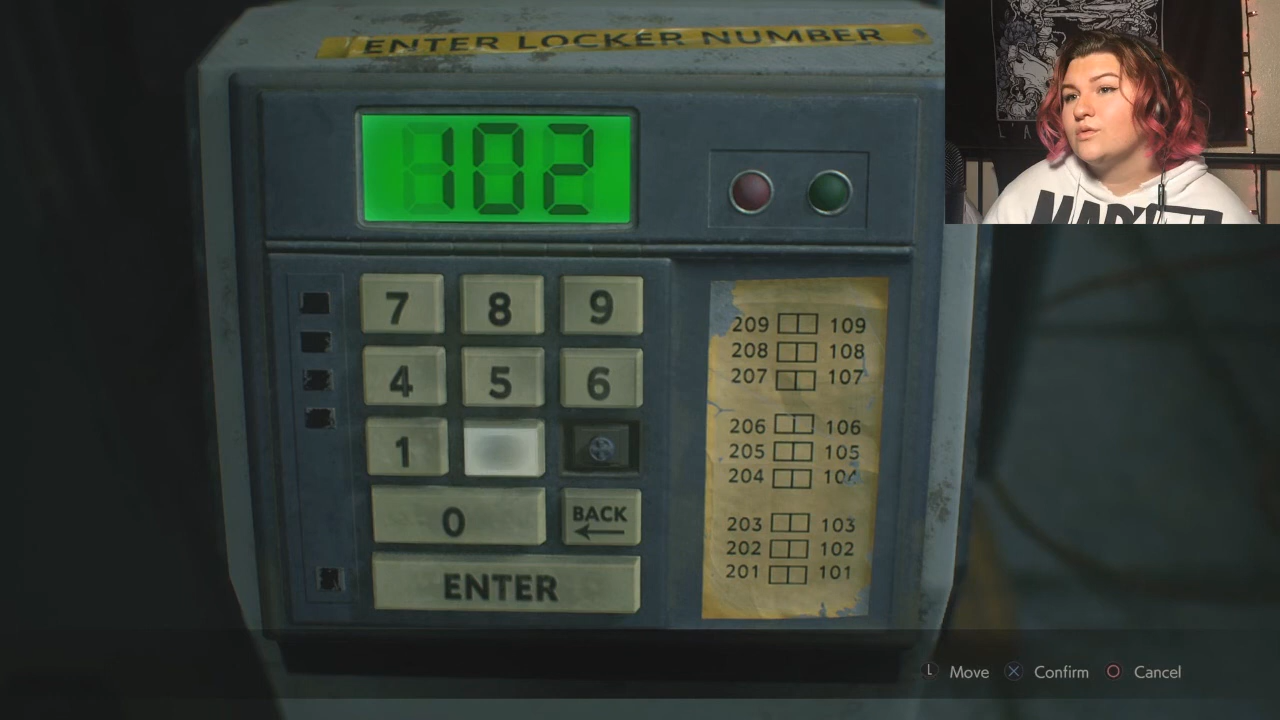 ENTER LOCKER NUMBER
102
7 8 9
4 5 6
1
0 BACK
ENTER
209 109
208 108
207 107
206 106
205 105
204 104
203 103
202 102
201 101
L Move Confirm Cancel